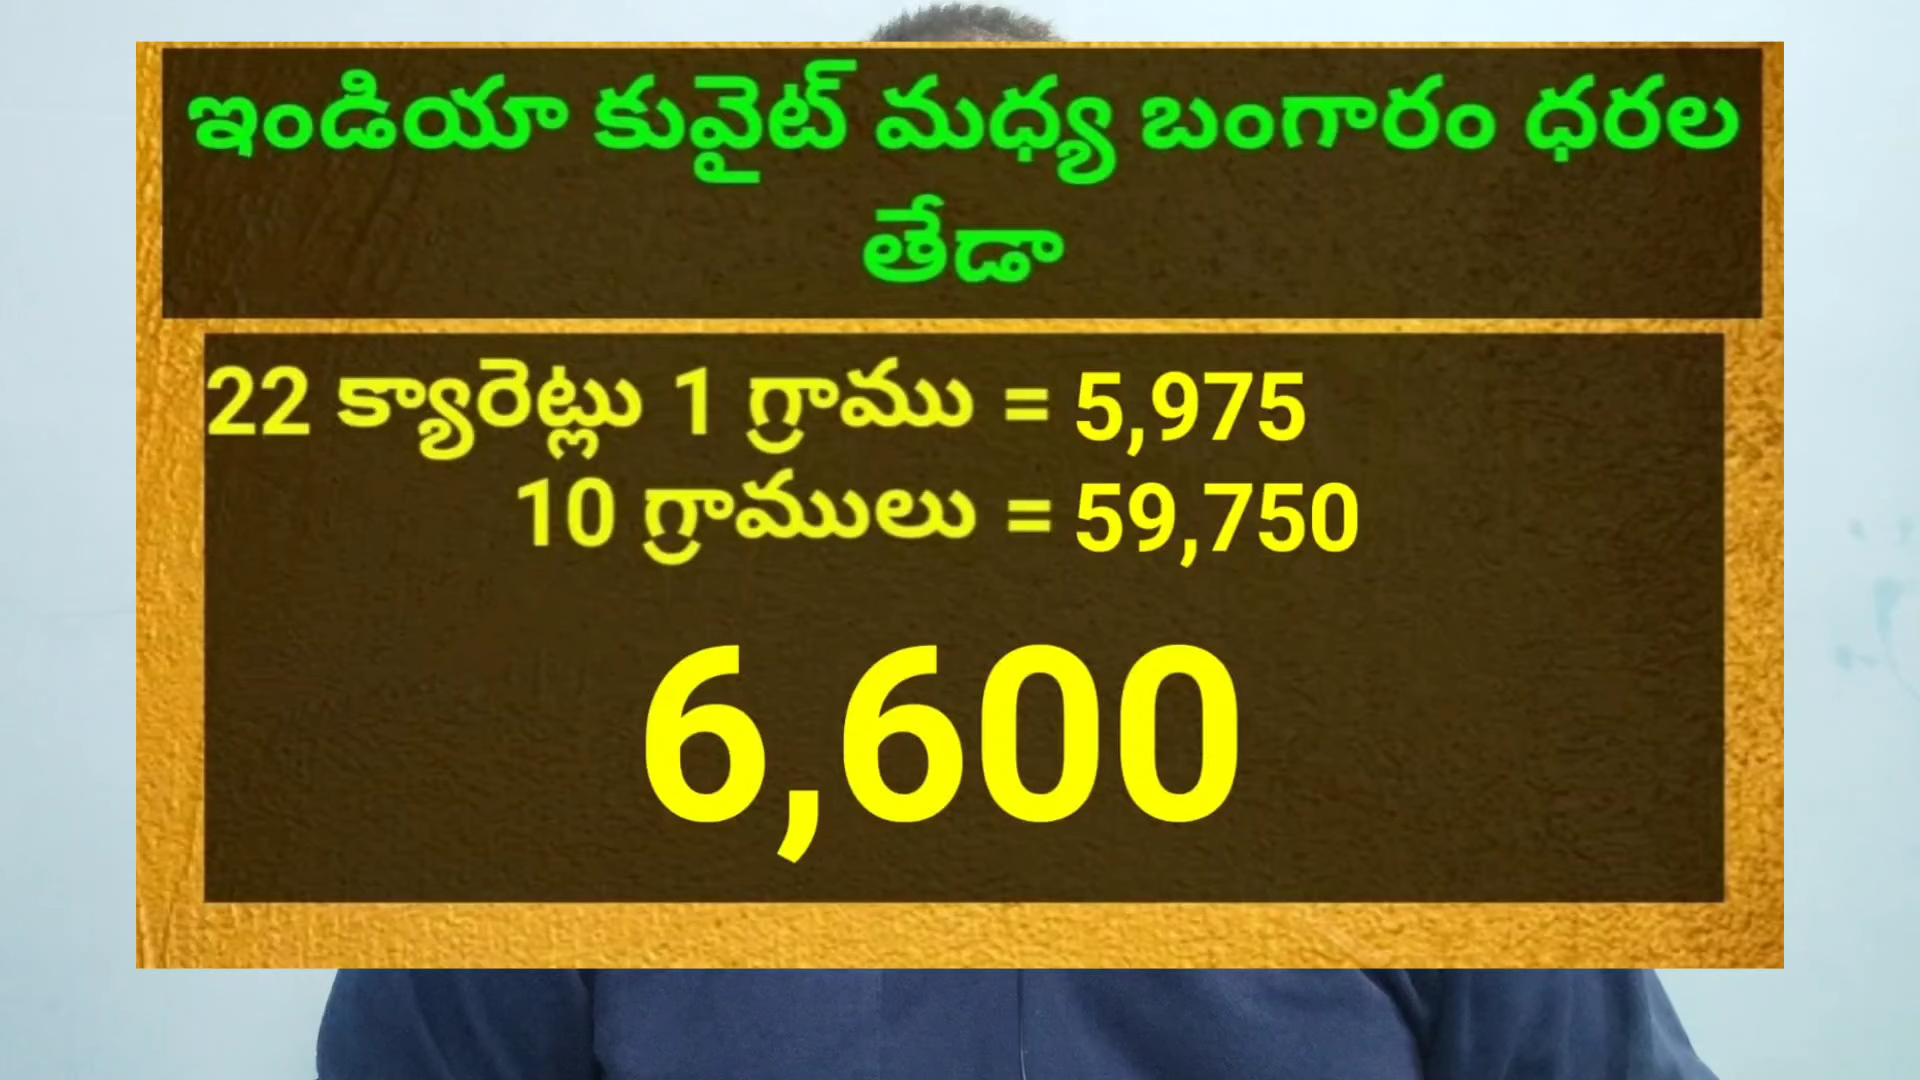 ఇండియా కువైట్ మధ్య బంగారం ధరల
తేడా
22 క్యారెట్లు 1 గ్రాము = 5,975
10 గ్రాములు = 59,750
6,600